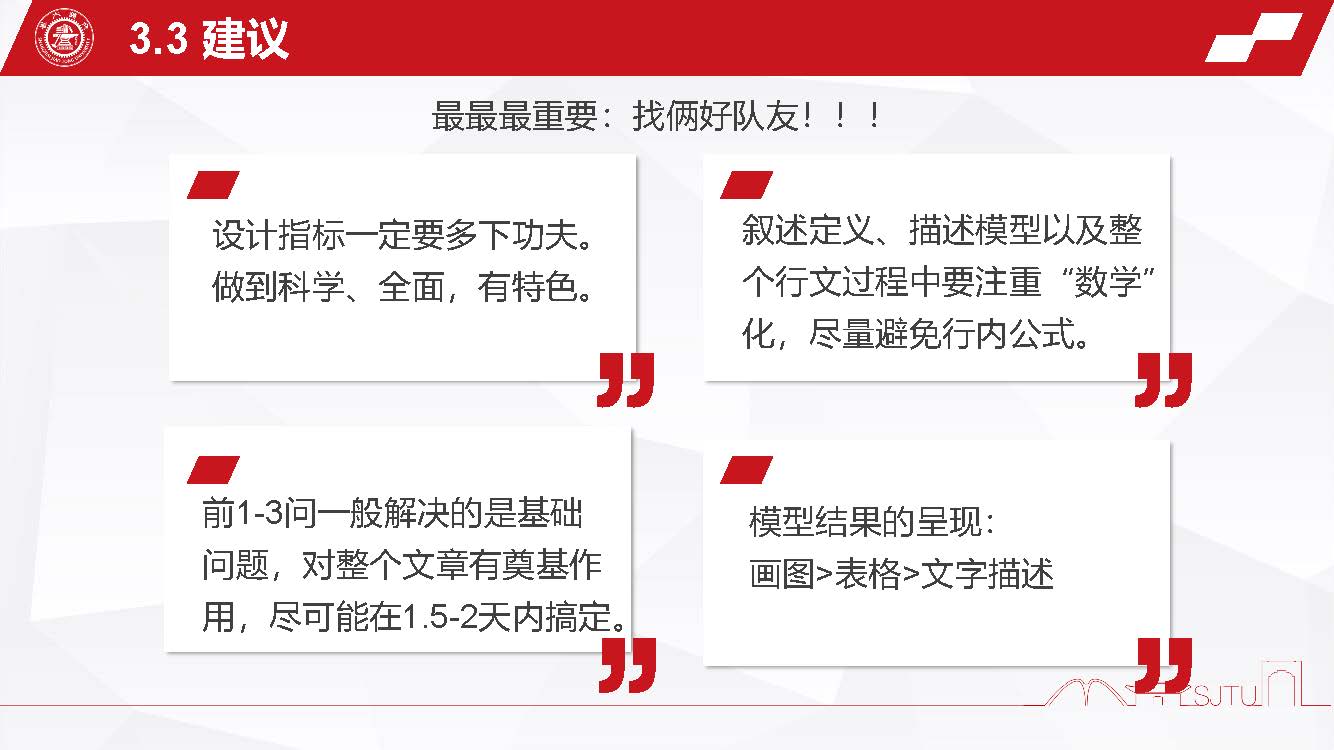 3.3 建议
最最最重要：找俩好队友！！！
设计指标一定要多下功夫。
做到科学、全面，有特色。
叙述定义、描述模型以及整
个行文过程中要注重“数学”
化，尽量避免行内公式。
前1-3问一般解决的是基础
问题，对整个文章有奠基作
用，尽可能在1.5-2天内搞定。
模型结果的呈现：
画图>表格>文字描述
SJTU